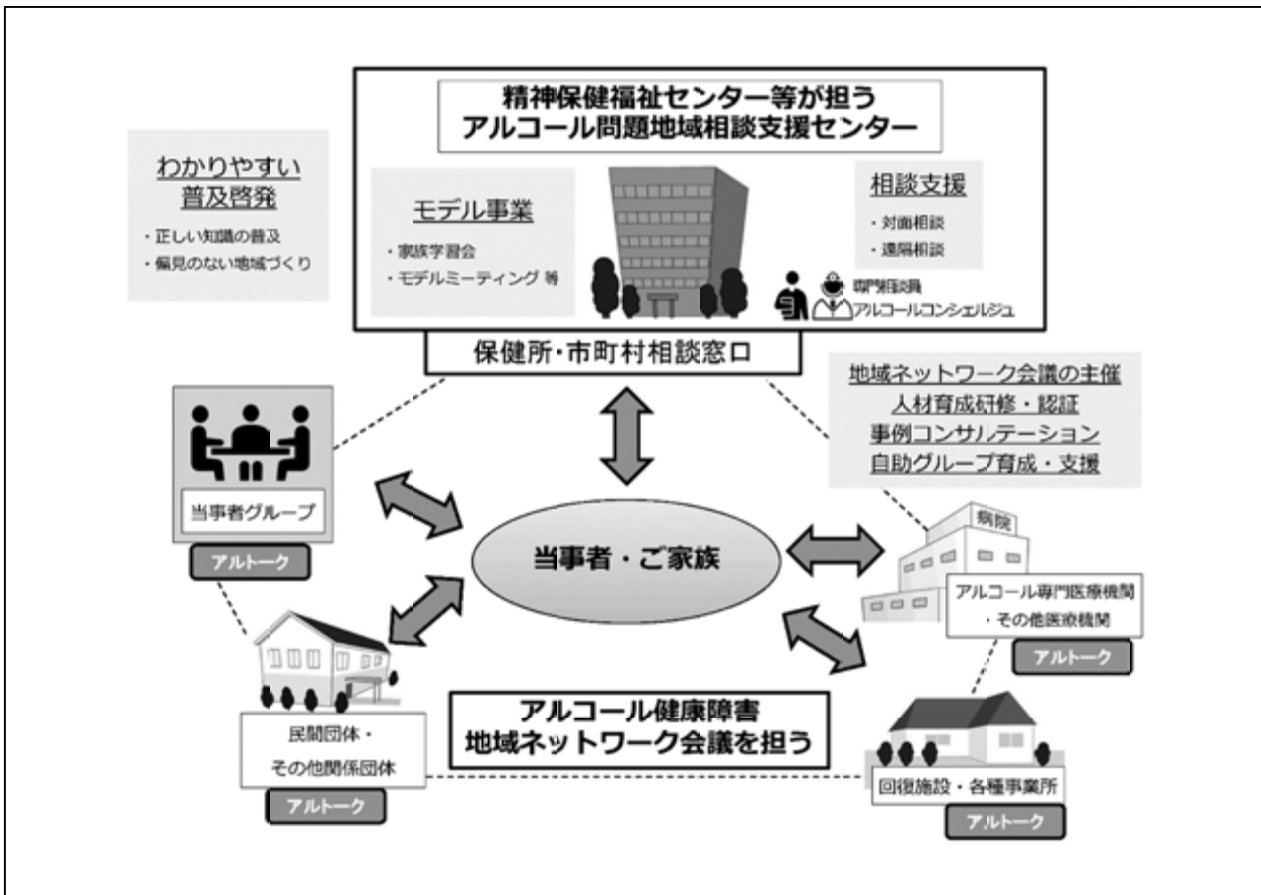 精神保健福祉センター等が担う
アルコール問題地域相談支援センター
わかりやすい
普及啓発
・正しい知識の普及
・偏見のない地域づくり
モデル事業
・家族学習会
・モデルミーティング 等
相談支援
・対面相談
・遠隔相談
専門相談員
アルコールコンシェルジュ
保健所・市町村相談窓口
地域ネットワーク会議の主催
人材育成研修・認証
事例コンサルテーション
自助グループ育成・支援
当事者グループ
アルトーク
当事者・ご家族
病院
アルコール専門医療機関
・その他医療機関
アルトーク
民間団体・
その他関係団体
アルトーク
アルコール健康障害
地域ネットワーク会議を担う
回復施設・各種事業所
アルトーク